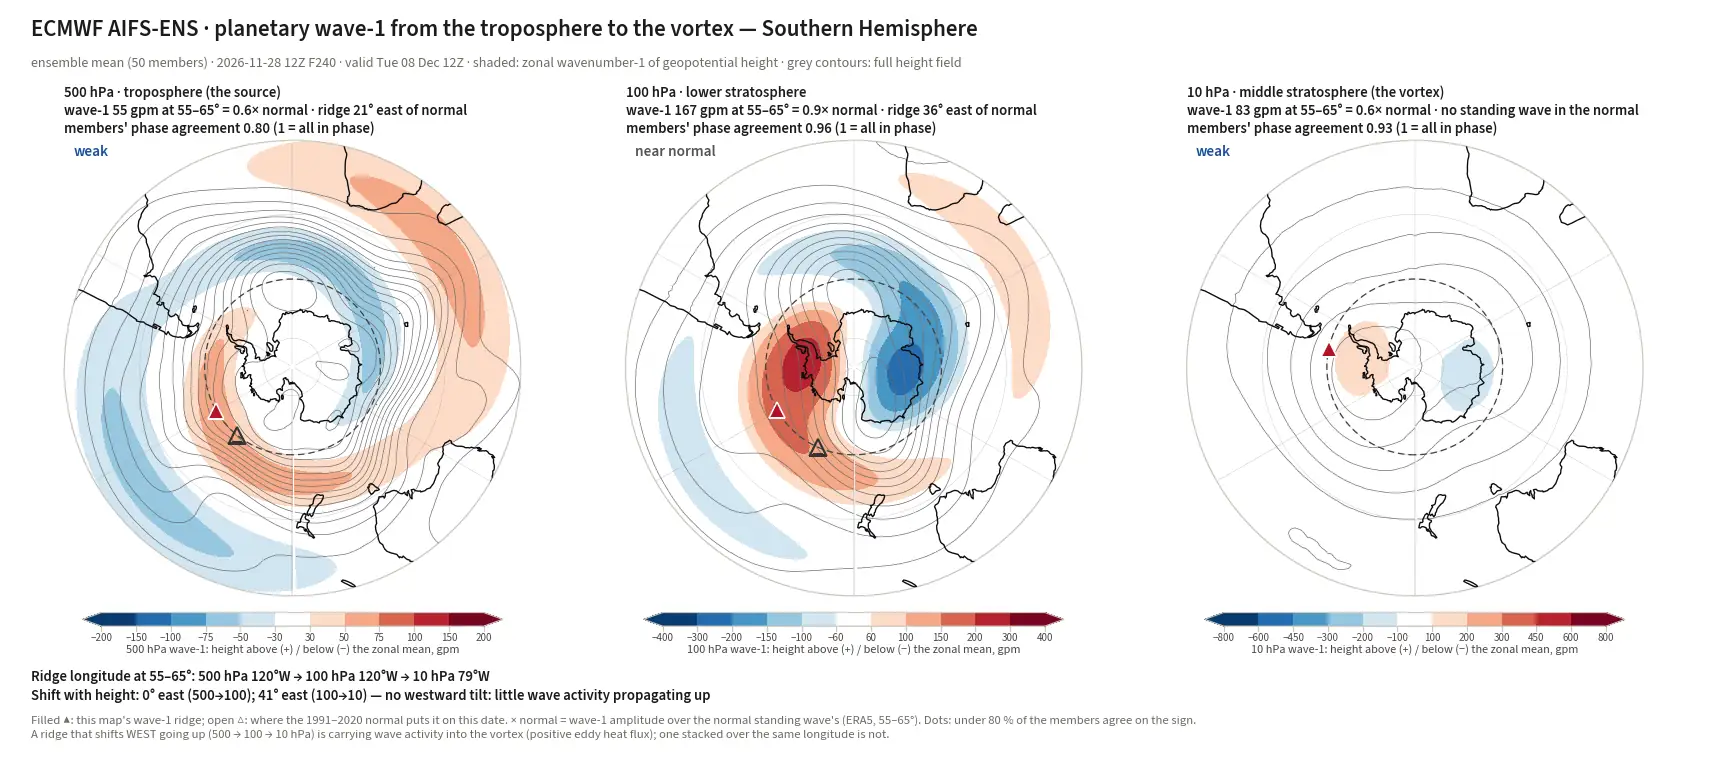 ECMWF AIFS-ENS · planetary wave-1 from the troposphere to the vortex — Southern Hemisphere
ensemble mean (50 members) · 2026-11-28 12Z F240 · valid Tue 08 Dec 12Z · shaded: zonal wavenumber-1 of geopotential height · grey contours: full height field
500 hPa · troposphere (the source)
wave-1 55 gpm at 55–65° = 0.6× normal · ridge 21° east of normal
members' phase agreement 0.80 (1 = all in phase)
weak
100 hPa · lower stratosphere
wave-1 167 gpm at 55–65° = 0.9× normal · ridge 36° east of normal
members' phase agreement 0.96 (1 = all in phase)
near normal
10 hPa · middle stratosphere (the vortex)
wave-1 83 gpm at 55–65° = 0.6× normal · no standing wave in the normal
members' phase agreement 0.93 (1 = all in phase)
weak
−200 −150 −100 −75 −50 −30 30 50 75 100 150 200
500 hPa wave-1: height above (+) / below (−) the zonal mean, gpm
−400 −300 −200 −150 −100 −60 60 100 150 200 300 400
100 hPa wave-1: height above (+) / below (−) the zonal mean, gpm
−800 −600 −450 −300 −200 −100 100 200 300 450 600 800
10 hPa wave-1: height above (+) / below (−) the zonal mean, gpm
Ridge longitude at 55–65°: 500 hPa 120°W → 100 hPa 120°W → 10 hPa 79°W
Shift with height: 0° east (500→100); 41° east (100→10) — no westward tilt: little wave activity propagating up
Filled ▲: this map's wave-1 ridge; open △: where the 1991–2020 normal puts it on this date. × normal = wave-1 amplitude over the normal standing wave's (ERA5, 55–65°). Dots: under 80 % of the members agree on the sign.
A ridge that shifts WEST going up (500 → 100 → 10 hPa) is carrying wave activity into the vortex (positive eddy heat flux); one stacked over the same longitude is not.